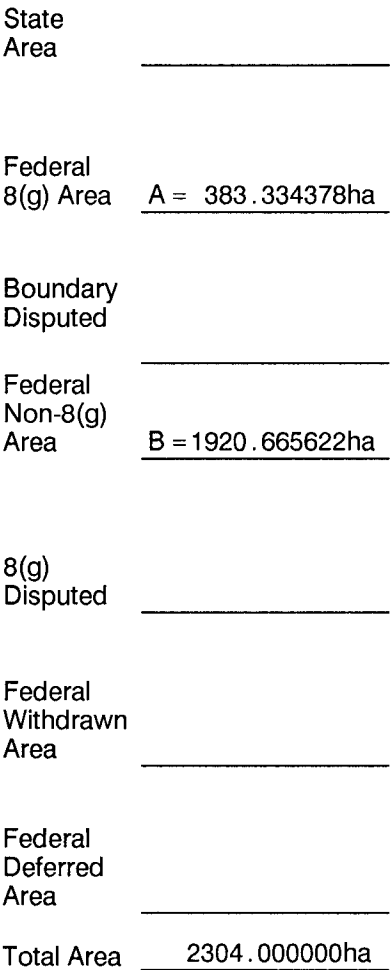 State
Area
Federal
8(g) Area A = 383.334378ha
Boundary
Disputed
Federal
Non-8(g)
Area B =1920.665622ha
8(g)
Disputed
Federal
Withdrawn
Area
Federal
Deferred
Area
Total Area 2304.000000ha